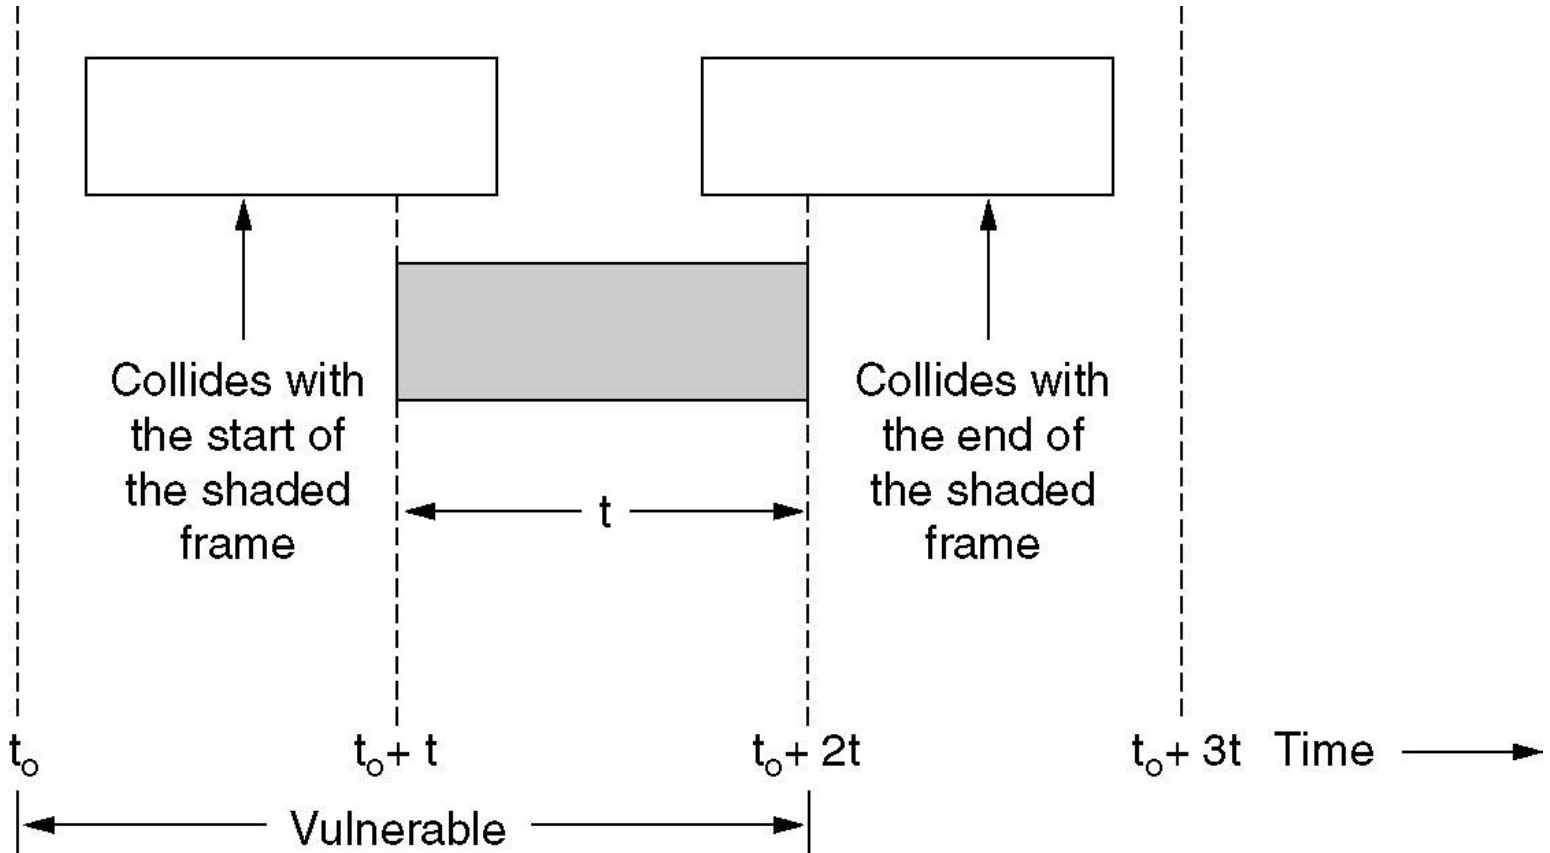 Collides with
the start of
the shaded
frame
Collides with
the end of
the shaded
frame
t
tₒ
tₒ+ t
tₒ+ 2t
tₒ+ 3t
Time
Vulnerable